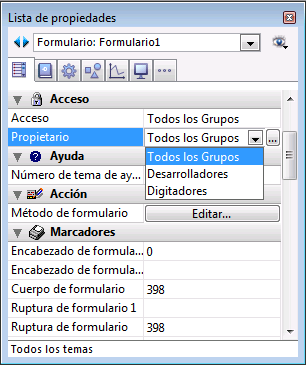 Lista de propiedades
Formulario: Formulario1
Acceso
Acceso Todos los Grupos
Propietario Todos los Grupos ...
Todos los Grupos
Desarrolladores
Digitadores
Ayuda
Número de tema de ay...
Acción
Método de formulario Editar...
Marcadores
Encabezado de formula... 0
Encabezado de formula...
Cuerpo de formulario 398
Ruptura de formulario 1
Ruptura de formulario 398
Todos los temas